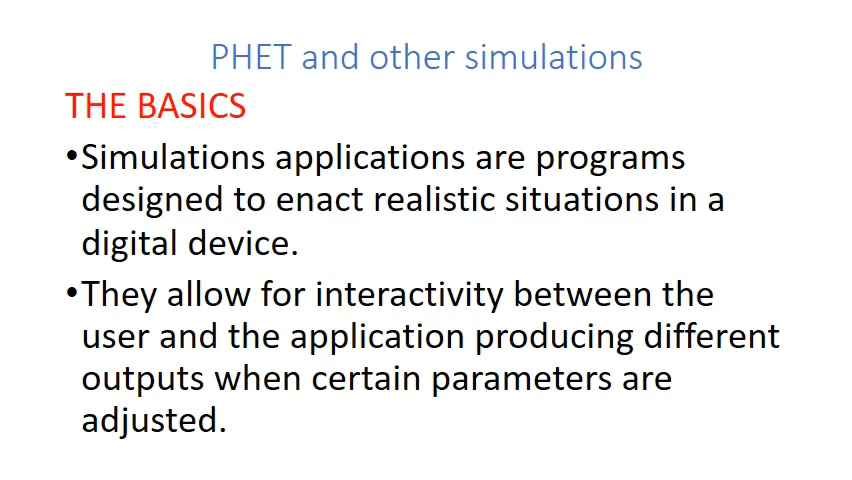 PHET and other simulations
THE BASICS
•Simulations applications are programs
designed to enact realistic situations in a
digital device.
•They allow for interactivity between the
user and the application producing different
outputs when certain parameters are
adjusted.